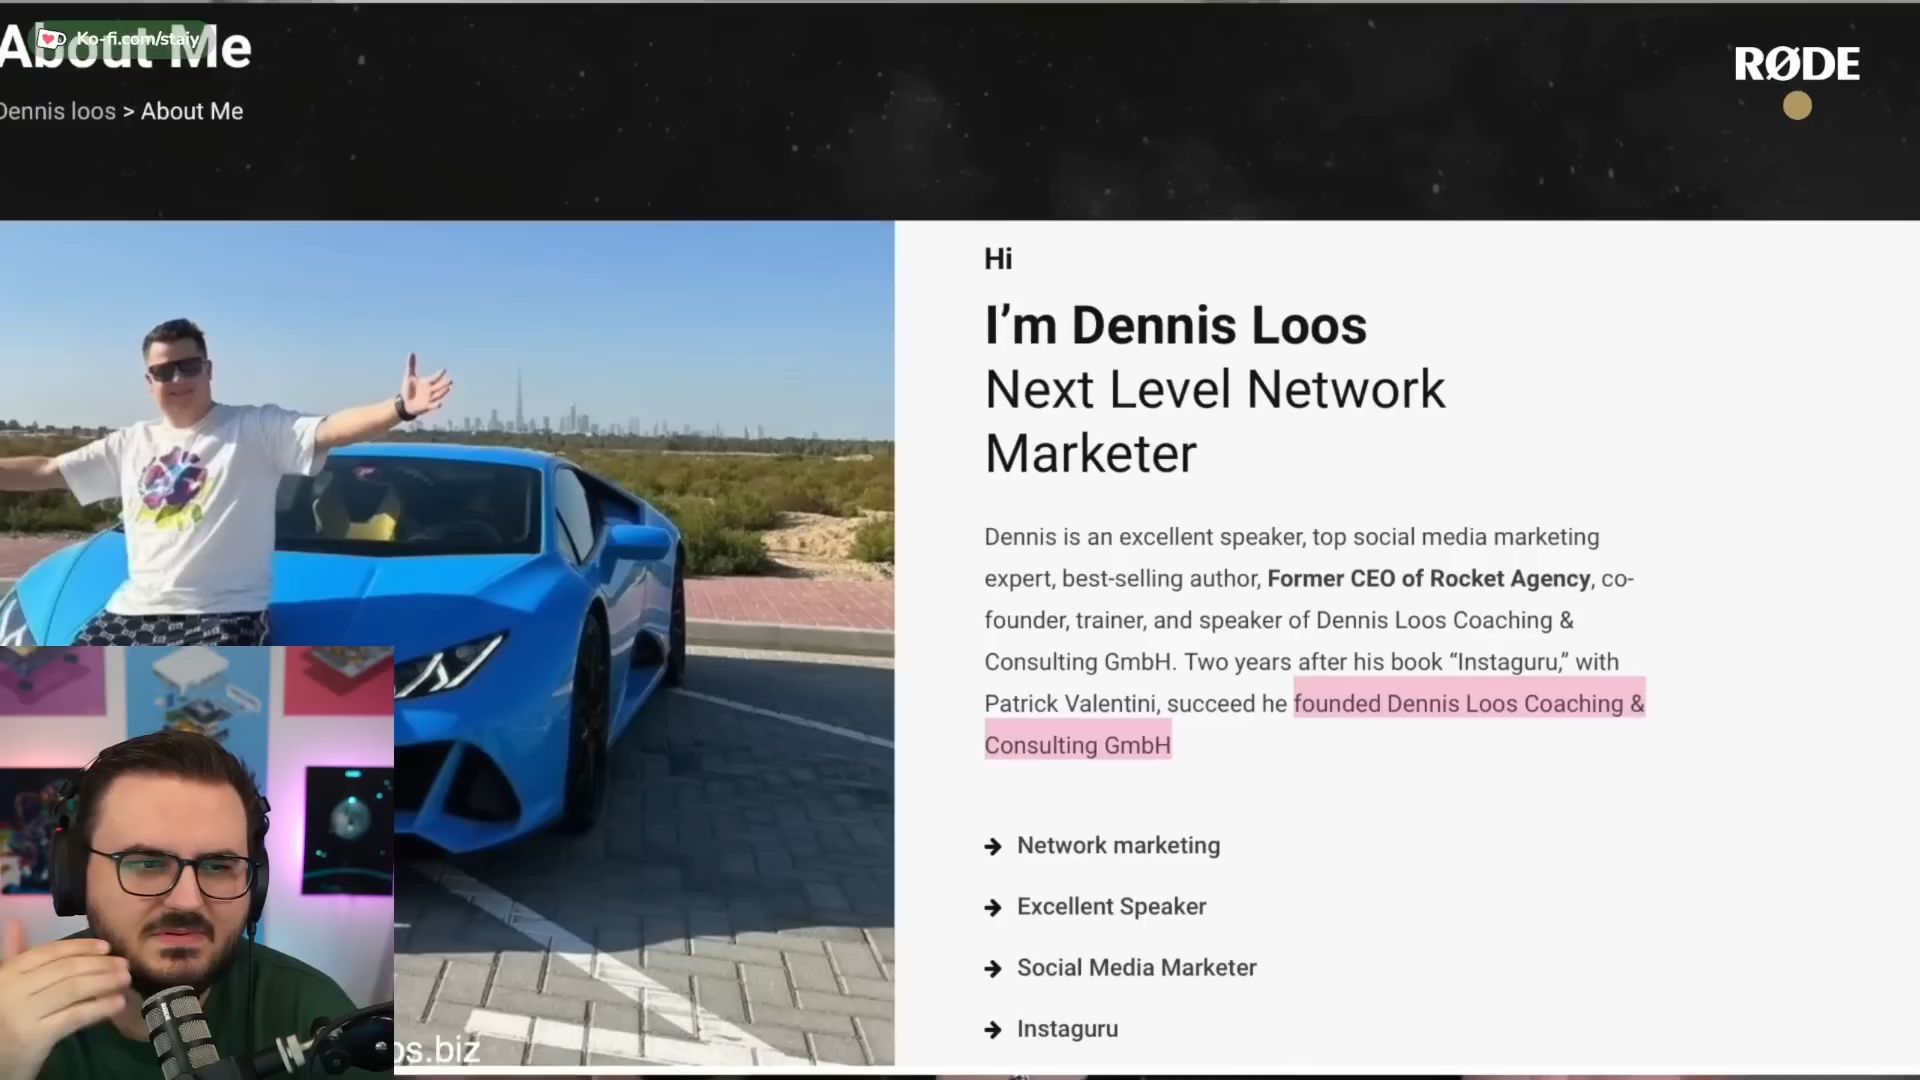 About Me
Ko-fi.com/staiy
RØDE
Dennis loos > About Me
Hi
I’m Dennis Loos
Next Level Network
Marketer
Dennis is an excellent speaker, top social media marketing
expert, best-selling author, Former CEO of Rocket Agency, co-
founder, trainer, and speaker of Dennis Loos Coaching &
Consulting GmbH. Two years after his book “Instaguru,” with
Patrick Valentini, succeed he founded Dennis Loos Coaching &
Consulting GmbH
Network marketing
Excellent Speaker
Social Media Marketer
Instaguru
os.biz